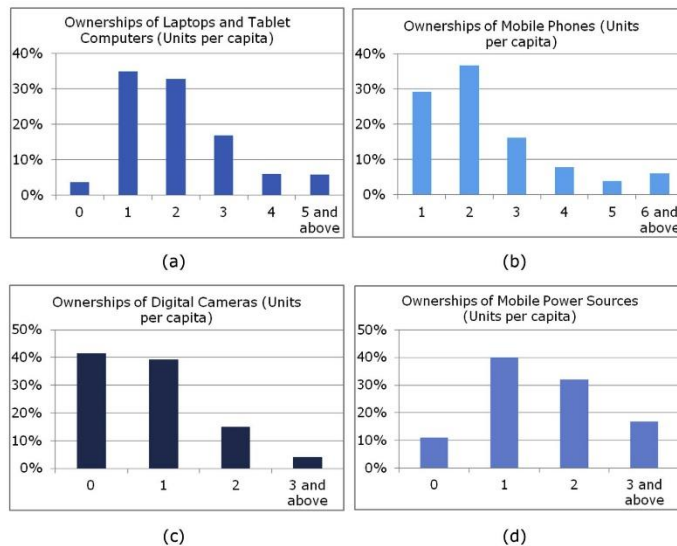 Ownerships of Laptops and Tablet
Computers (Units per capita)
40%
30%
20%
10%
0%
0 1 2 3 4 5 and
above
(a)
Ownerships of Mobile Phones (Units
per capita)
40%
30%
20%
10%
0%
1 2 3 4 5 6 and
above
(b)
Ownerships of Digital Cameras (Units
per capita)
50%
40%
30%
20%
10%
0%
0 1 2 3 and
above
(c)
Ownerships of Mobile Power Sources
(Units per capita)
50%
40%
30%
20%
10%
0%
0 1 2 3 and
above
(d)